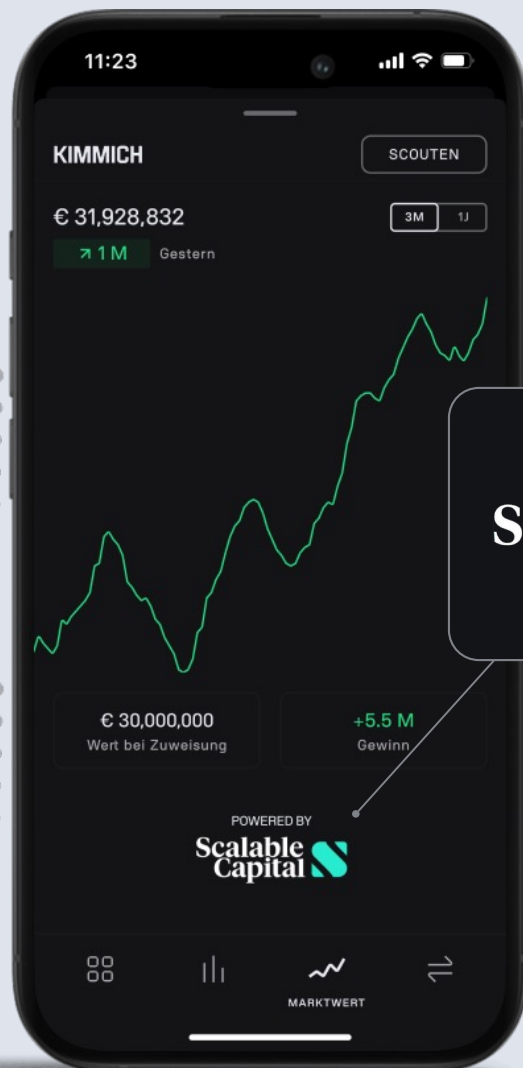 11:23
KIMMICH
SCOUTEN
€ 31,928,832
3M 1J
1 M Gestern
S
€ 30,000,000
Wert bei Zuweisung
+5.5 M
Gewinn
POWERED BY
Scalable
Capital
MARKTWERT